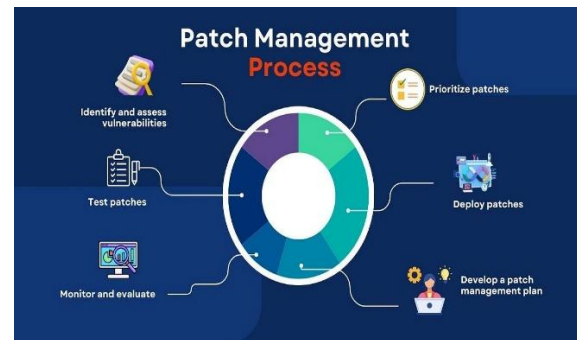 Patch Management
Process
Identify and assess
vulnerabilities
Prioritize patches
Test patches
Deploy patches
Monitor and evaluate
Develop a patch
management plan